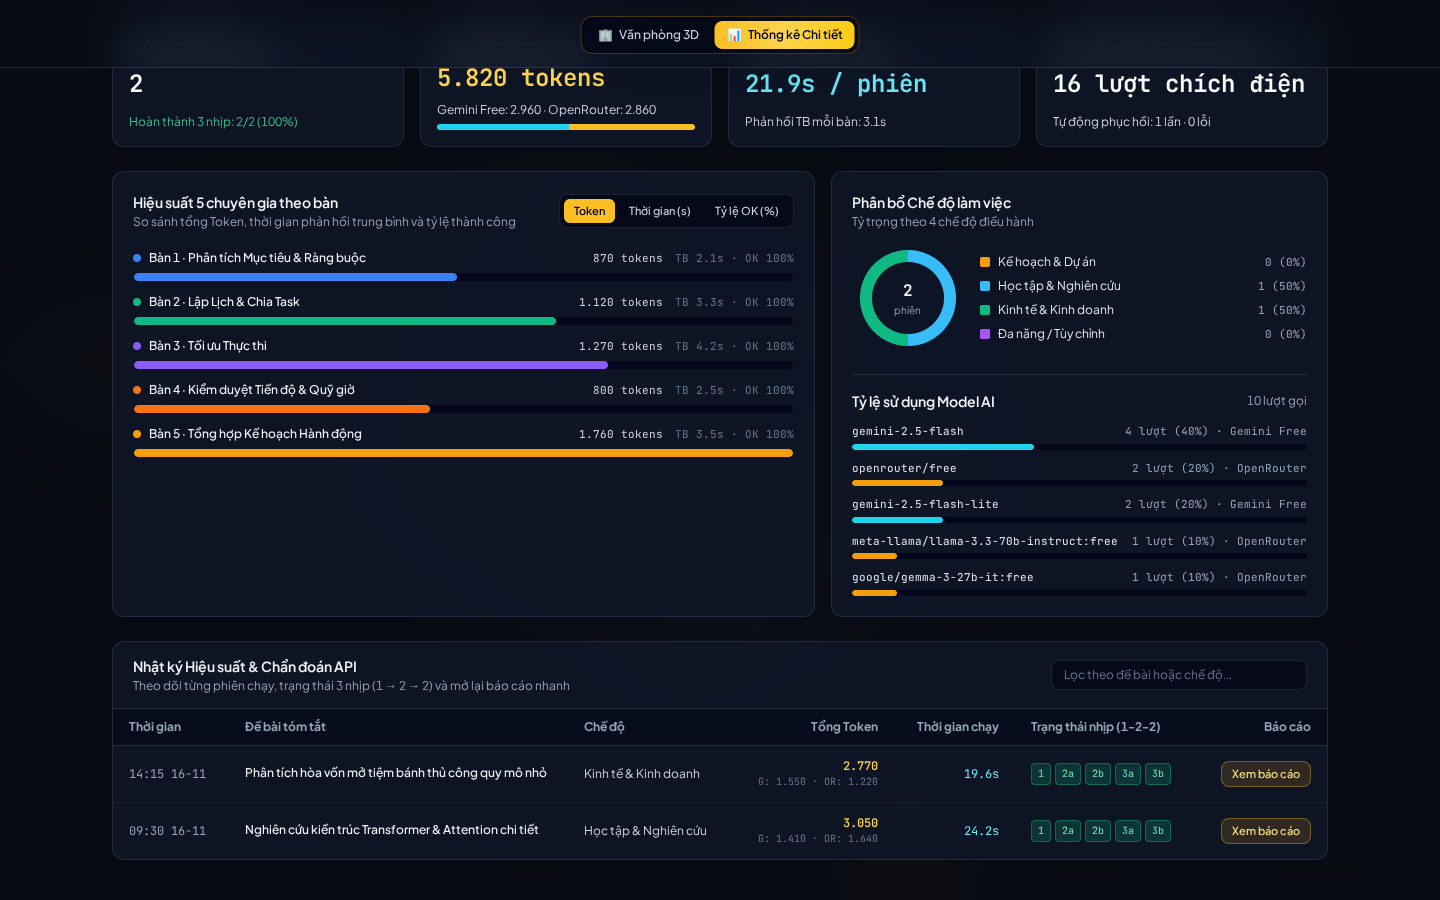 🏢 Văn phòng 3D
📊 Thống kê Chi tiết
2
Hoàn thành 3 nhịp: 2/2 (100%)
5.820 tokens
Gemini Free: 2.960 · OpenRouter: 2.860
21.9s / phiên
Phản hồi TB mỗi bàn: 3.1s
16 lượt chích điện
Tự động phục hồi: 1 lần · 0 lỗi
Hiệu suất 5 chuyên gia theo bàn
So sánh tổng Token, thời gian phản hồi trung bình và tỷ lệ thành công
Token
Thời gian (s)
Tỷ lệ OK (%)
Bàn 1 · Phân tích Mục tiêu & Ràng buộc 870 tokens TB 2.1s · OK 100%
Bàn 2 · Lập Lịch & Chia Task 1.120 tokens TB 3.3s · OK 100%
Bàn 3 · Tối ưu Thực thi 1.270 tokens TB 4.2s · OK 100%
Bàn 4 · Kiểm duyệt Tiến độ & Quỹ giờ 800 tokens TB 2.5s · OK 100%
Bàn 5 · Tổng hợp Kế hoạch Hành động 1.760 tokens TB 3.5s · OK 100%
Phân bổ Chế độ làm việc
Tỷ trọng theo 4 chế độ điều hành
2
phiên
Kế hoạch & Dự án 0 (0%)
Học tập & Nghiên cứu 1 (50%)
Kinh tế & Kinh doanh 1 (50%)
Đa năng / Tùy chỉnh 0 (0%)
Tỷ lệ sử dụng Model AI 10 lượt gọi
gemini-2.5-flash 4 lượt (40%) · Gemini Free
openrouter/free 2 lượt (20%) · OpenRouter
gemini-2.5-flash-lite 2 lượt (20%) · Gemini Free
meta-llama/llama-3.3-70b-instruct:free 1 lượt (10%) · OpenRouter
google/gemma-3-27b-it:free 1 lượt (10%) · OpenRouter
Nhật ký Hiệu suất & Chẩn đoán API
Theo dõi từng phiên chạy, trạng thái 3 nhịp (1 → 2 → 2) và mở lại báo cáo nhanh
Lọc theo đề bài hoặc chế độ...
Thời gian Đề bài tóm tắt Chế độ Tổng Token Thời gian chạy Trạng thái nhịp (1-2-2) Báo cáo
14:15 16-11 Phân tích hòa vốn mở tiệm bánh thủ công quy mô nhỏ Kinh tế & Kinh doanh 2.770 19.6s 1 2a 2b 3a 3b Xem báo cáo
G: 1.550 · OR: 1.220
09:30 16-11 Nghiên cứu kiến trúc Transformer & Attention chi tiết Học tập & Nghiên cứu 3.050 24.2s 1 2a 2b 3a 3b Xem báo cáo
G: 1.410 · OR: 1.640